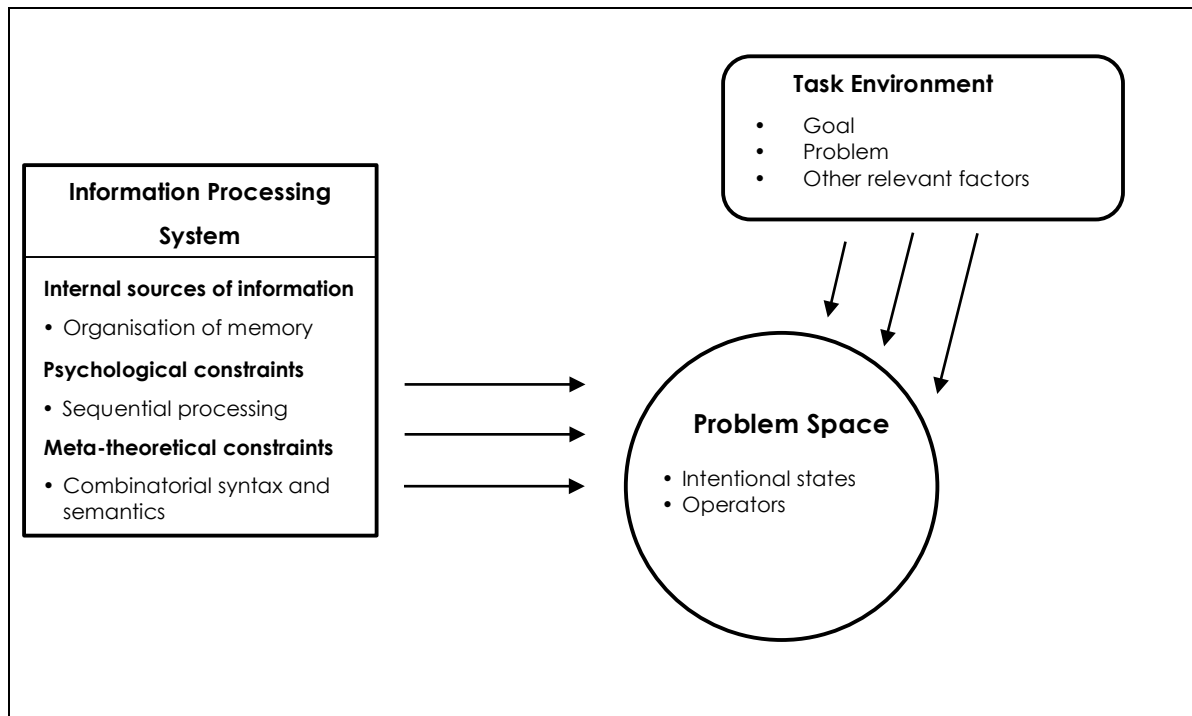 Task Environment
• Goal
• Problem
• Other relevant factors
Information Processing
System
Internal sources of information
• Organisation of memory
Psychological constraints
• Sequential processing
Meta-theoretical constraints
• Combinatorial syntax and
semantics
Problem Space
• Intentional states
• Operators